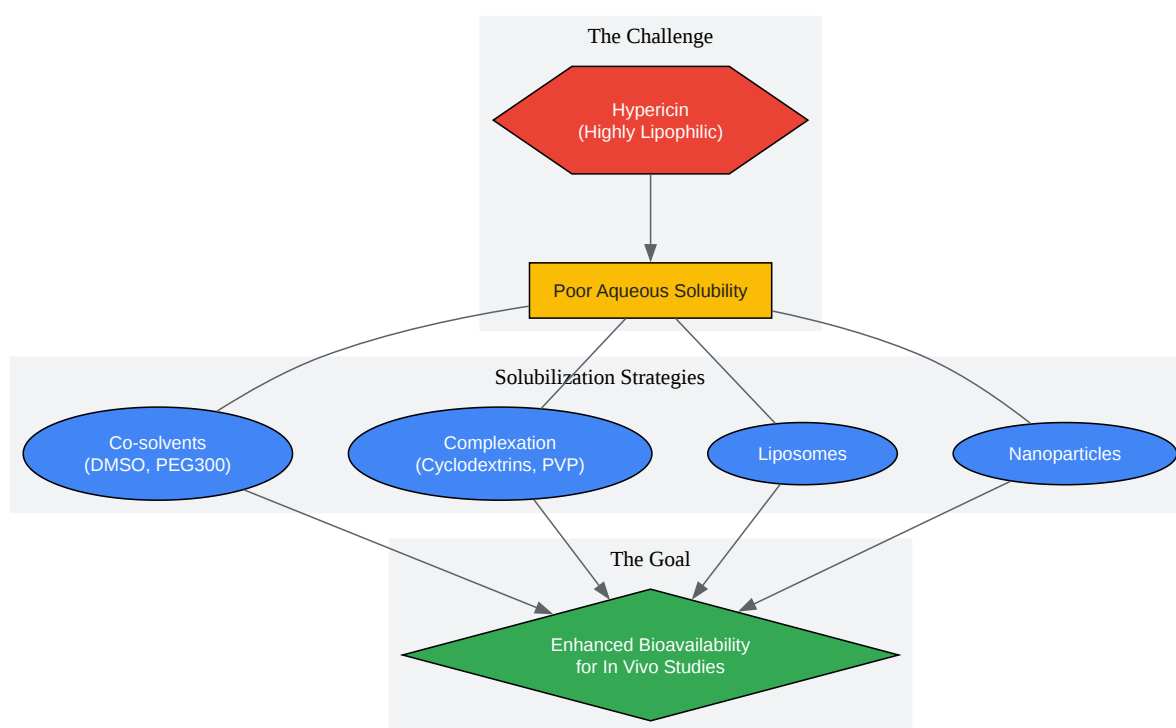 The Challenge
Hypericin
(Highly Lipophilic)
Poor Aqueous Solubility
Solubilization Strategies
Co-solvents
(DMSO, PEG300)
Complexation
(Cyclodextrins, PVP)
Liposomes
Nanoparticles
The Goal
Enhanced Bioavailability
for In Vivo Studies